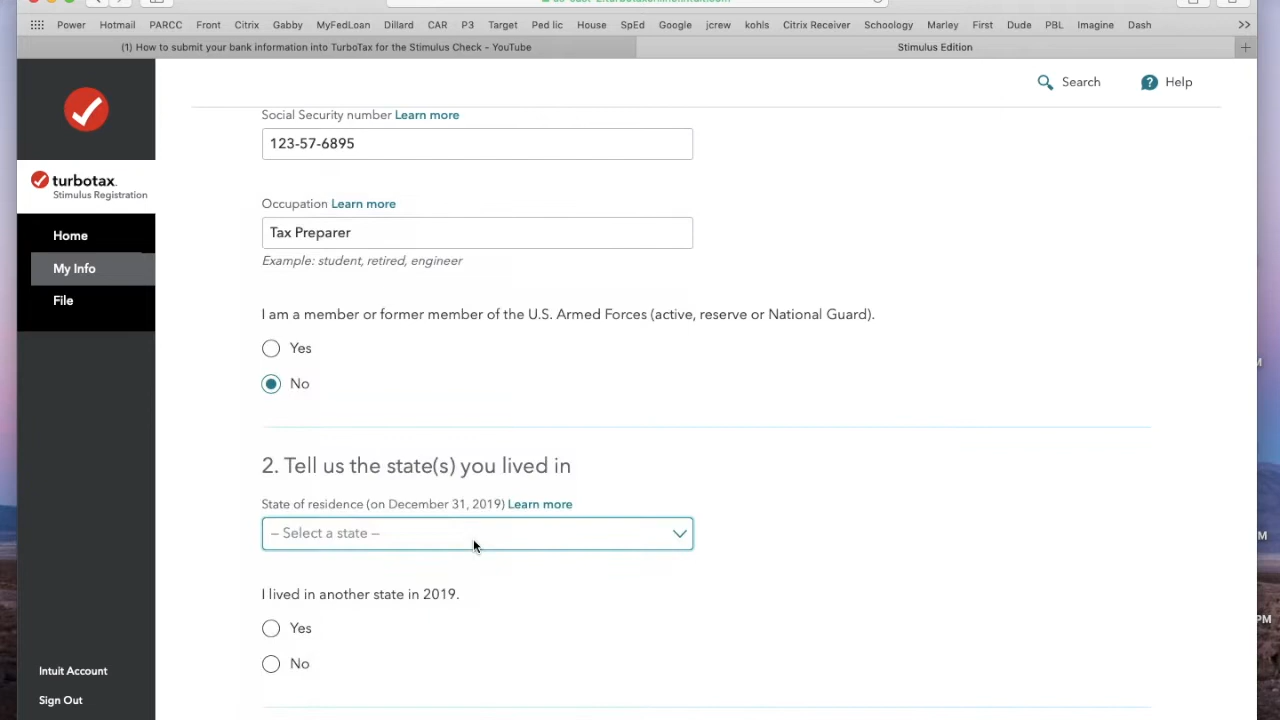 Power Hotmail PARCC Front Citrix Gabby MyFedLoan Dillard CAR P3 Target Ped lic House SpEd Google jcrew kohls Citrix Receiver Schoology Marley First Dude PBL Imagine Dash
(1) How to submit your bank information into TurboTax for the Stimulus Check – YouTube
Stimulus Edition
Search
Help
turbotax
Stimulus Registration
Home
My Info
File
Intuit Account
Sign Out
Social Security number Learn more
123-57-6895
Occupation Learn more
Tax Preparer
Example: student, retired, engineer
I am a member or former member of the U.S. Armed Forces (active, reserve or National Guard).
Yes
No
2. Tell us the state(s) you lived in
State of residence (on December 31, 2019) Learn more
– Select a state –
I lived in another state in 2019.
Yes
No